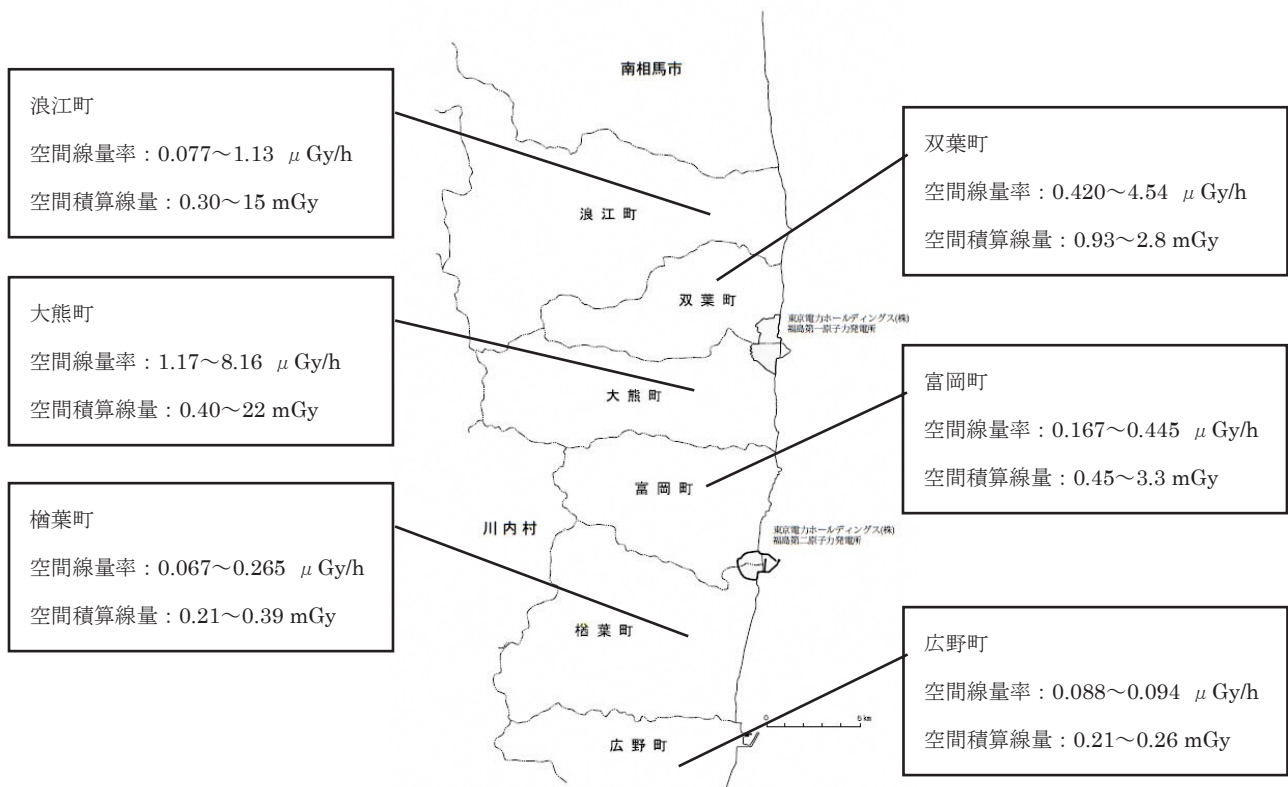 南相馬市
浪江町
空間線量率：0.077～1.13 μGy/h
空間積算線量：0.30～15 mGy
双葉町
空間線量率：0.420～4.54 μGy/h
空間積算線量：0.93～2.8 mGy
浪江町
双葉町
大熊町
空間線量率：1.17～8.16 μGy/h
空間積算線量：0.40～22 mGy
東京電力ホールディングス(株)
福島第一原子力発電所
大熊町
富岡町
空間線量率：0.167～0.445 μGy/h
空間積算線量：0.45～3.3 mGy
富岡町
楢葉町
空間線量率：0.067～0.265 μGy/h
空間積算線量：0.21～0.39 mGy
川内村
東京電力ホールディングス(株)
福島第二原子力発電所
楢葉町
広野町
空間線量率：0.088～0.094 μGy/h
空間積算線量：0.21～0.26 mGy
0 5km
広野町